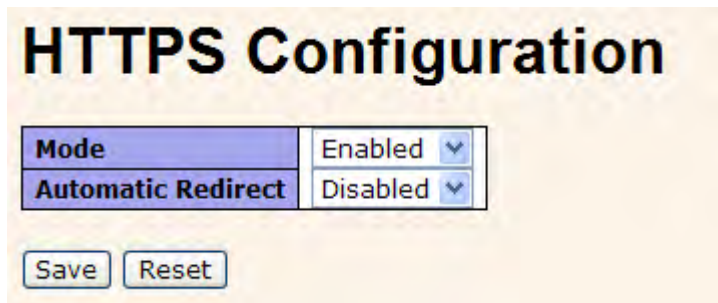 HTTPS Configuration
Mode Enabled
Automatic Redirect Disabled
Save Reset